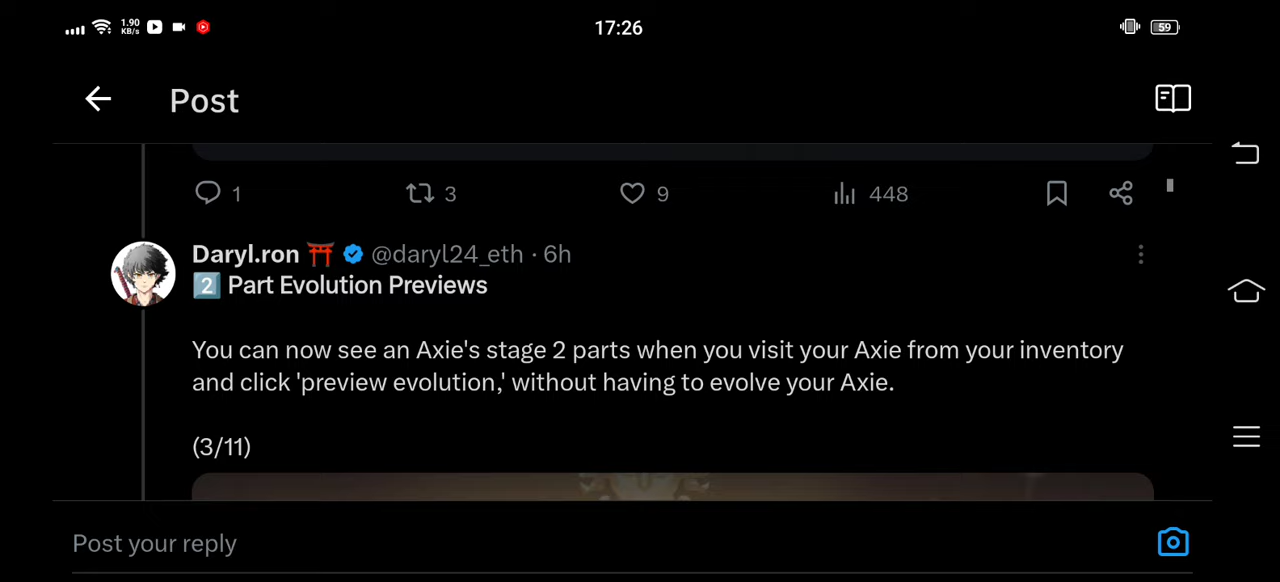 1.90
KB/s
17:26
59
Post
1
3
9
448
Daryl.ron ⛩️ @daryl24_eth · 6h
2️⃣ Part Evolution Previews
You can now see an Axie's stage 2 parts when you visit your Axie from your inventory
and click 'preview evolution,' without having to evolve your Axie.
(3/11)
Post your reply